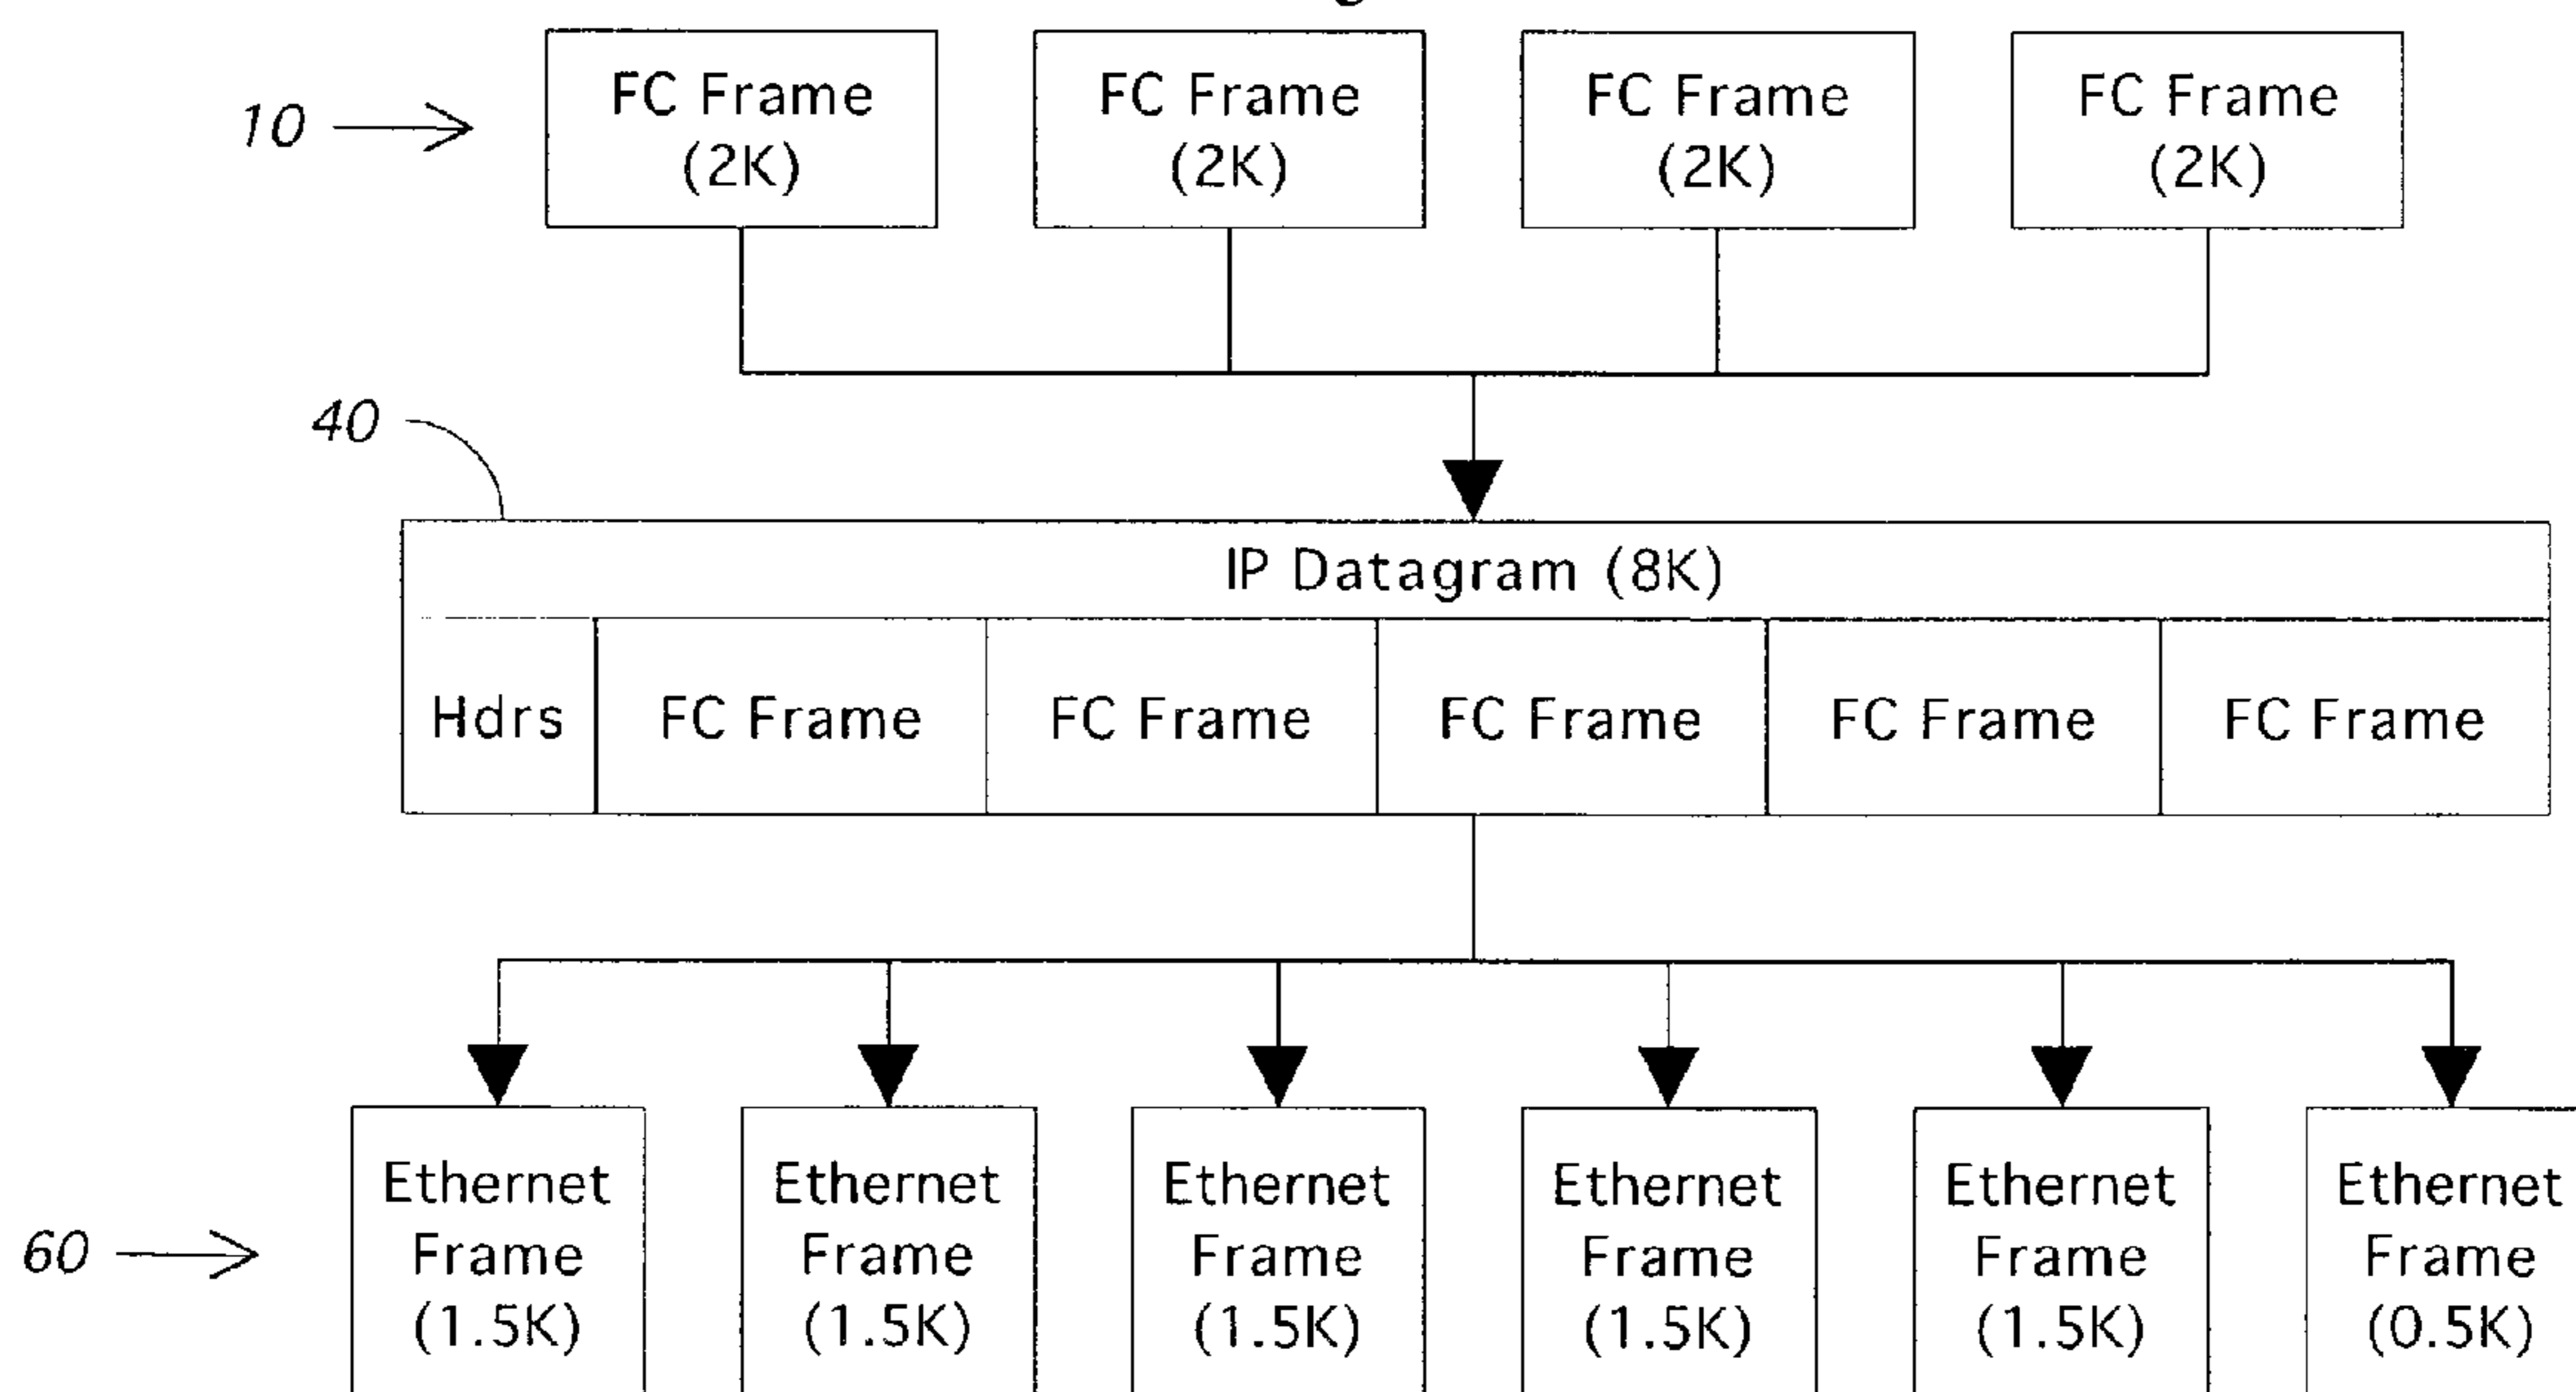 10
FC Frame
(2K)
FC Frame
(2K)
FC Frame
(2K)
FC Frame
(2K)
40
IP Datagram (8K)
Hdrs
FC Frame
FC Frame
FC Frame
FC Frame
FC Frame
60
Ethernet
Frame
(1.5K)
Ethernet
Frame
(1.5K)
Ethernet
Frame
(1.5K)
Ethernet
Frame
(1.5K)
Ethernet
Frame
(1.5K)
Ethernet
Frame
(0.5K)